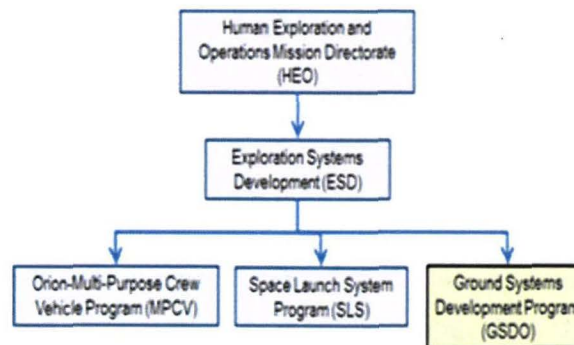 Human Exploration and
Operations Mission Directorate
(HEO)
Exploration Systems
Development (ESD)
Orion-Multi-Purpose Crew
Vehicle Program (MPCV)
Space Launch System
Program (SLS)
Ground Systems
Development Program
(GSDO)